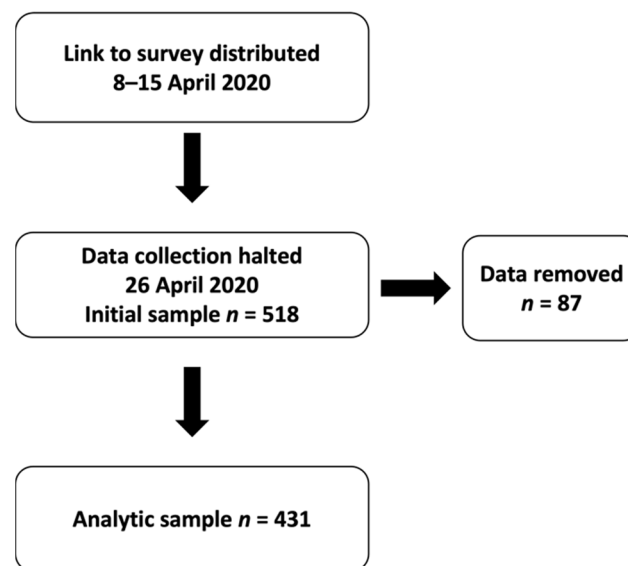 Link to survey distributed
8–15 April 2020
Data collection halted
26 April 2020
Initial sample n = 518
Data removed
n = 87
Analytic sample n = 431